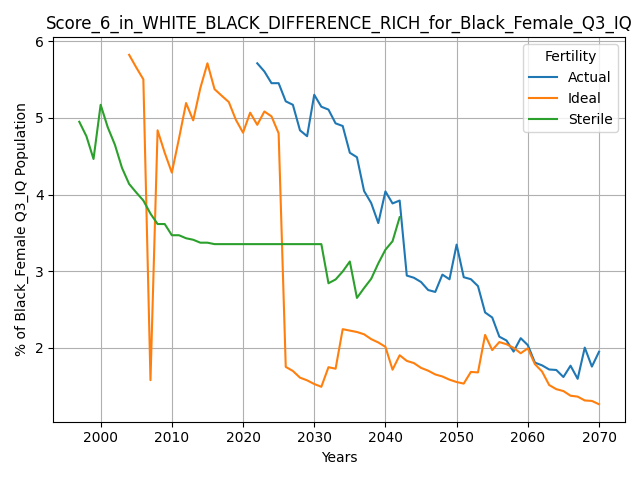 Score_6_in_WHITE_BLACK_DIFFERENCE_RICH_for_Black_Female_Q3_IQ
% of Black_Female Q3_IQ Population
6
5
4
3
2
Fertility
Actual
Ideal
Sterile
2000 2010 2020 2030 2040 2050 2060 2070
Years